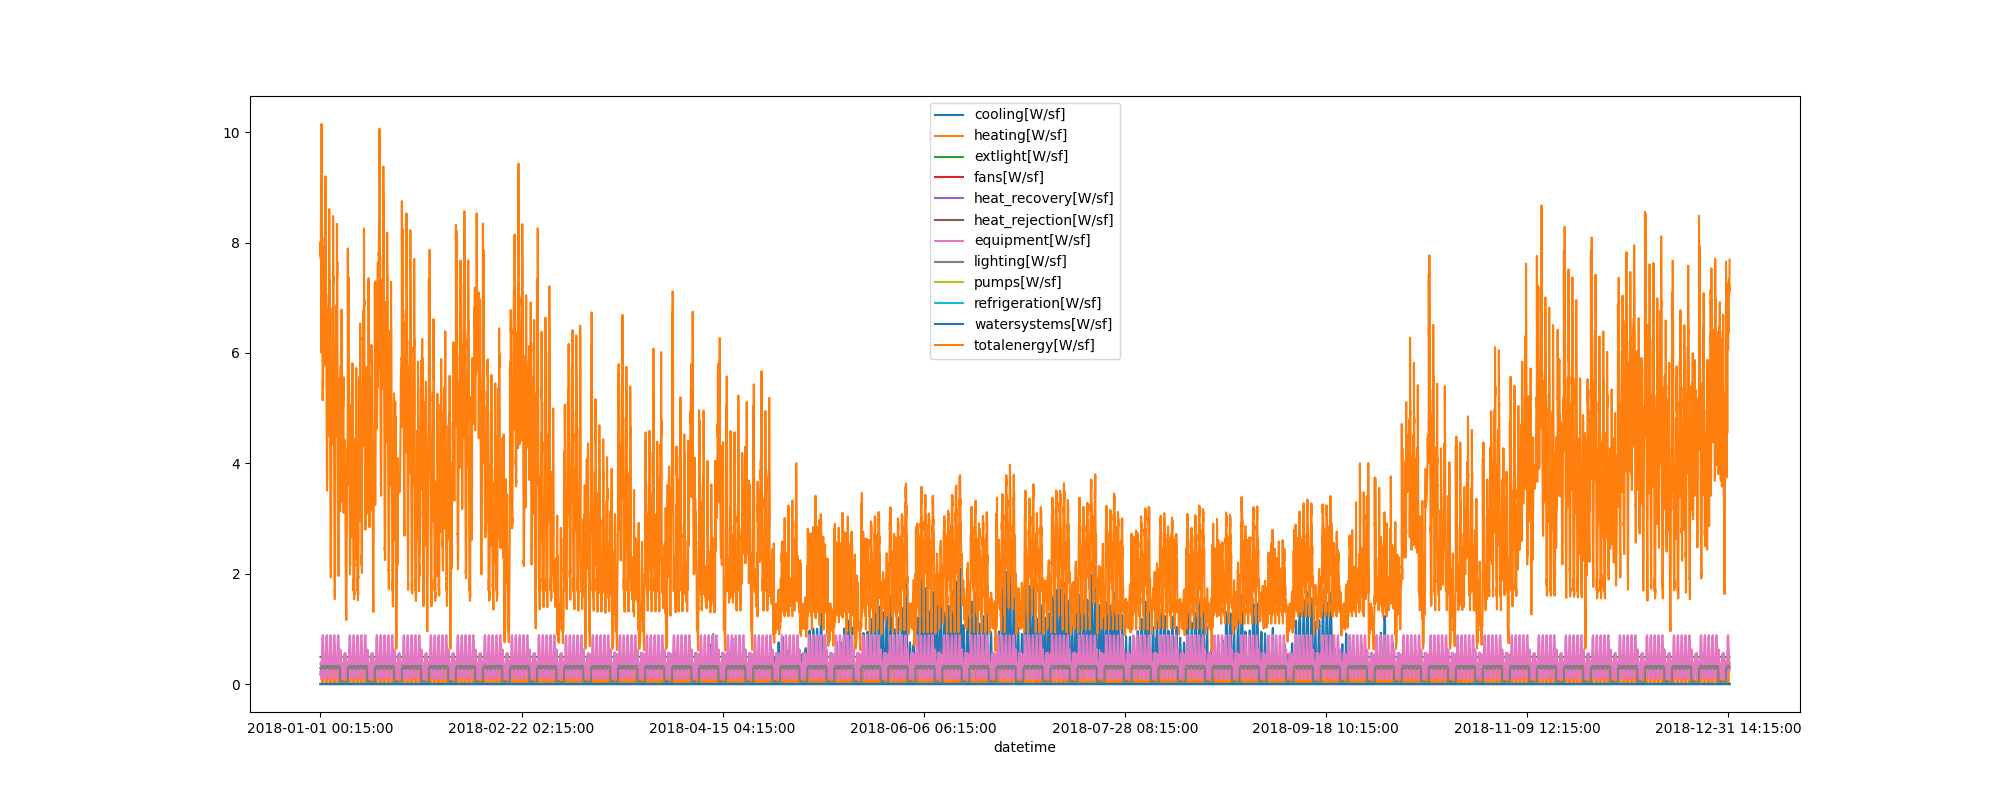 10
8
6
4
2
0
cooling[W/sf]
heating[W/sf]
extlight[W/sf]
fans[W/sf]
heat_recovery[W/sf]
heat_rejection[W/sf]
equipment[W/sf]
lighting[W/sf]
pumps[W/sf]
refrigeration[W/sf]
watersystems[W/sf]
totalenergy[W/sf]
2018-01-01 00:15:00 2018-02-22 02:15:00 2018-04-15 04:15:00 2018-06-06 06:15:00 2018-07-28 08:15:00 2018-09-18 10:15:00 2018-11-09 12:15:00 2018-12-31 14:15:00
datetime